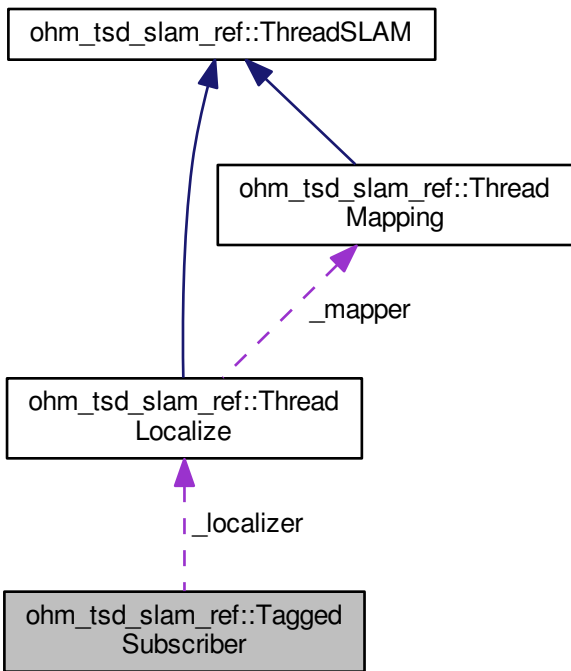 ohm_tsd_slam_ref::ThreadSLAM
ohm_tsd_slam_ref::Thread
Mapping
_mapper
ohm_tsd_slam_ref::Thread
Localize
_localizer
ohm_tsd_slam_ref::Tagged
Subscriber